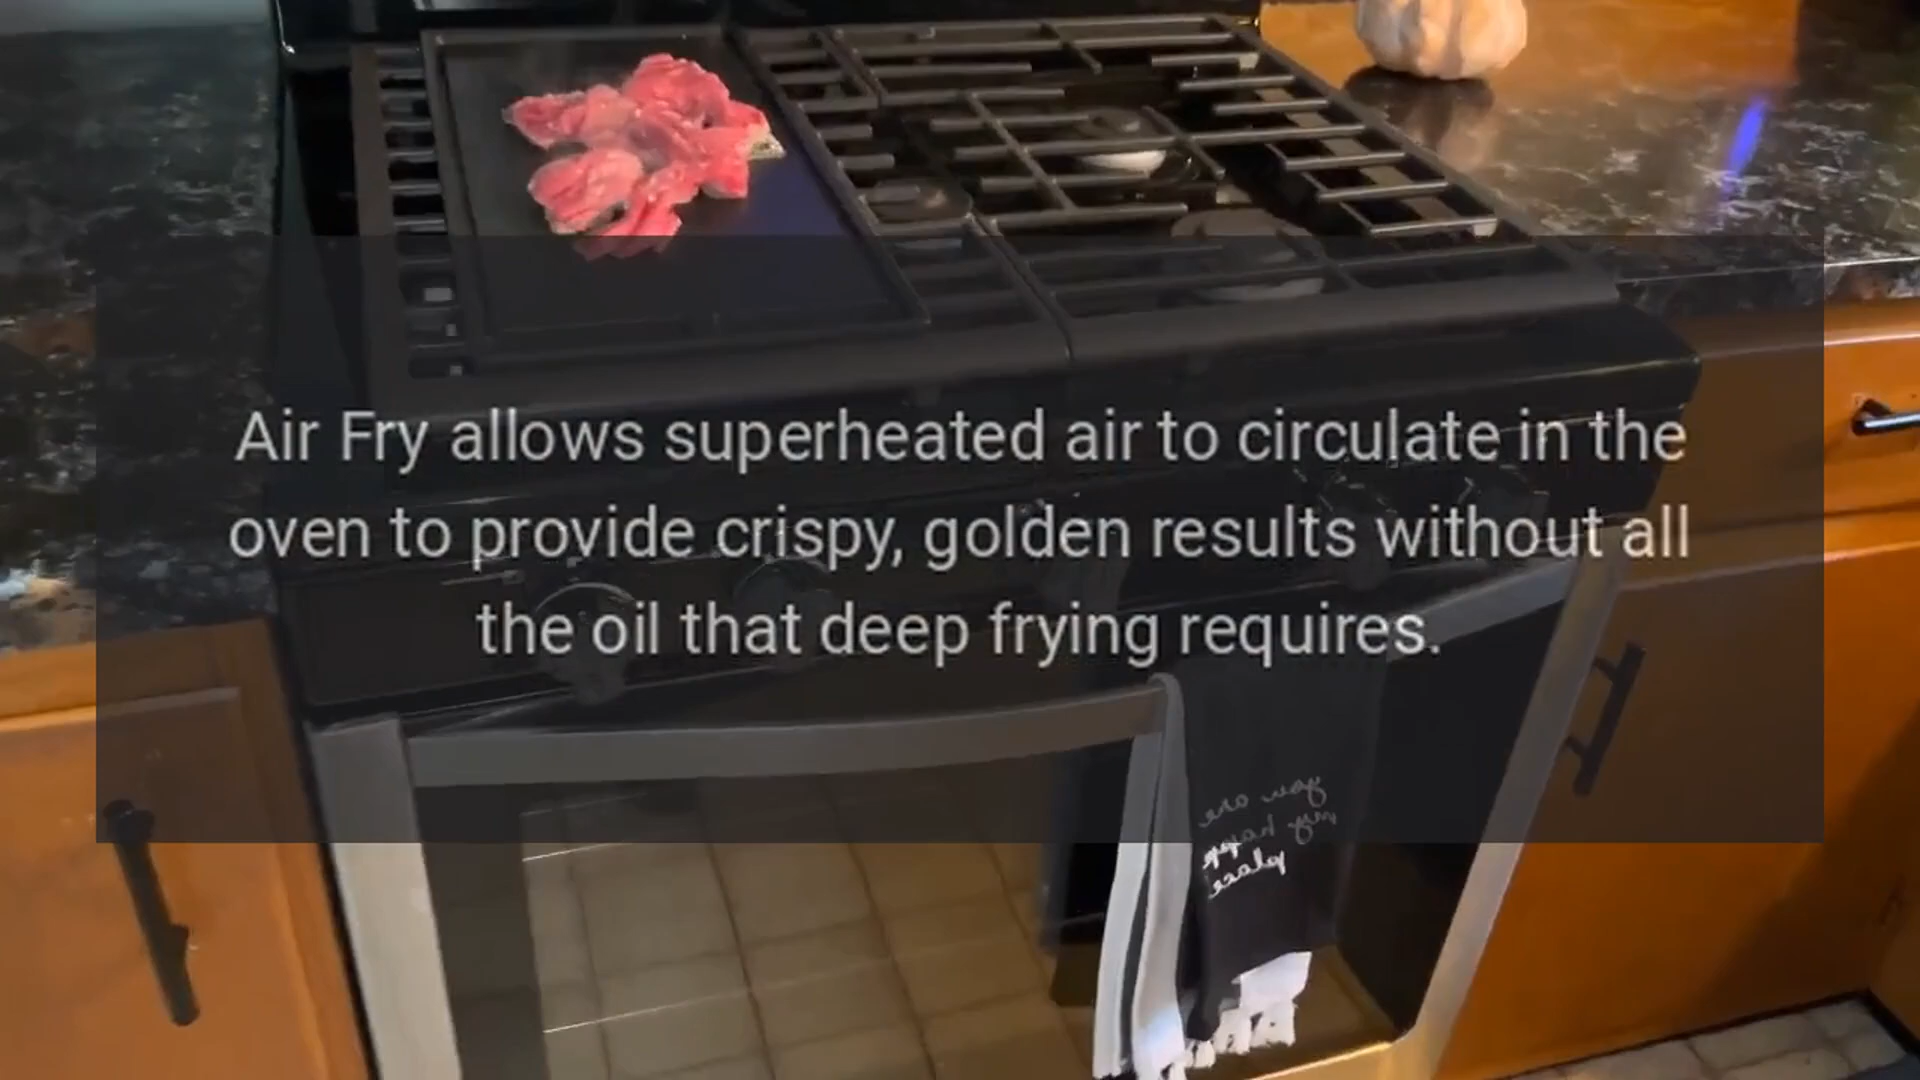 Air Fry allows superheated air to circulate in the
oven to provide crispy, golden results without all
the oil that deep frying requires.
you are
my happy
place